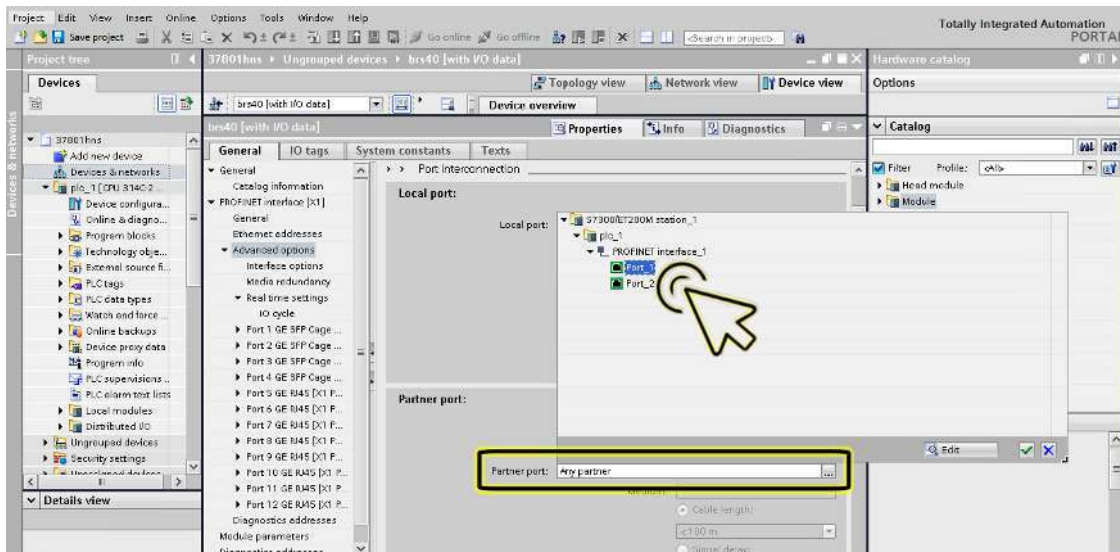 Project Edit View Insert Online Options Tools Window Help
Totally Integrated Automation
PORTAL
Save project Go online Go offline <Search in project>
Project tree
37801hns Ungrouped devices brs40 [with I/O data]
Hardware catalog
Devices
Topology view Network view Device view
Options
brs40 [with I/O data] Device overview
Devices & networks
brs40 [with I/O data] Properties Info Diagnostics
Catalog
General IO tags System constants Texts
Filter Profile: <All>
Head module
Module
37801hns
Add new device
Devices & networks
plc_1 [CPU 314C-2 ...
Device configura...
Online & diagno...
Program blocks
Technology obje...
External source fi...
PLC tags
PLC data types
Watch and force ...
Online backups
Device proxy data
Program info
PLC supervisions ...
PLC alarm text lists
Local modules
Distributed I/O
Ungrouped devices
Security settings
Details view
General
Catalog information
PROFINET interface [X1]
General
Ethernet addresses
Advanced options
Interface options
Media redundancy
Real time settings
IO cycle
Port 1 GE SFP Cage ...
Port 2 GE SFP Cage ...
Port 3 GE SFP Cage ...
Port 4 GE SFP Cage ...
Port 5 GE RJ45 [X1 P...
Port 6 GE RJ45 [X1 P...
Port 7 GE RJ45 [X1 P...
Port 8 GE RJ45 [X1 P...
Port 9 GE RJ45 [X1 P...
Port 10 GE RJ45 [X1 P...
Port 11 GE RJ45 [X1 P...
Port 12 GE RJ45 [X1 P...
Diagnostics addresses
Module parameters
Port interconnection
Local port:
Local port:
S7300/ET200M station_1
plc_1
PROFINET interface_1
Port_1
Port_2
Edit
Partner port:
Partner port: Any partner ...
Cable length:
<100 m
Signal delay: